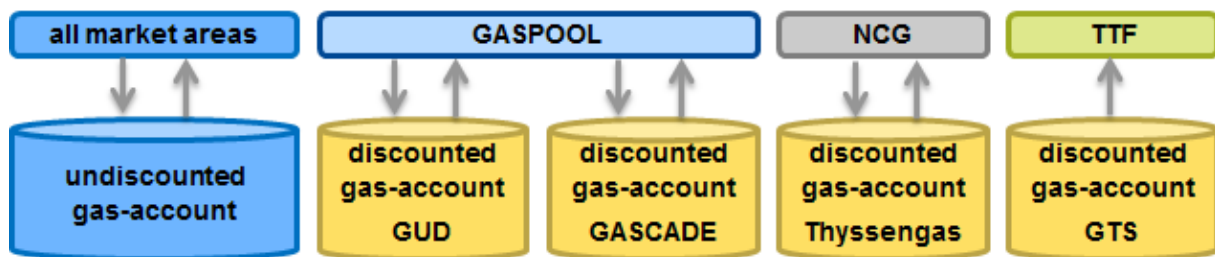 all market areas
GASPOOL
NCG
TTF
undiscounted
gas-account
discounted
gas-account
GUD
discounted
gas-account
GASCADE
discounted
gas-account
Thyssengas
discounted
gas-account
GTS